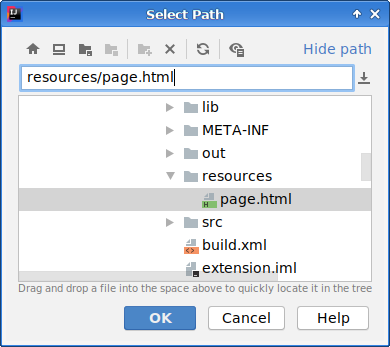 Select Path
Hide path
resources/page.html
lib
META-INF
out
resources
page.html
src
build.xml
extension.iml
Drag and drop a file into the space above to quickly locate it in the tree
OK Cancel Help